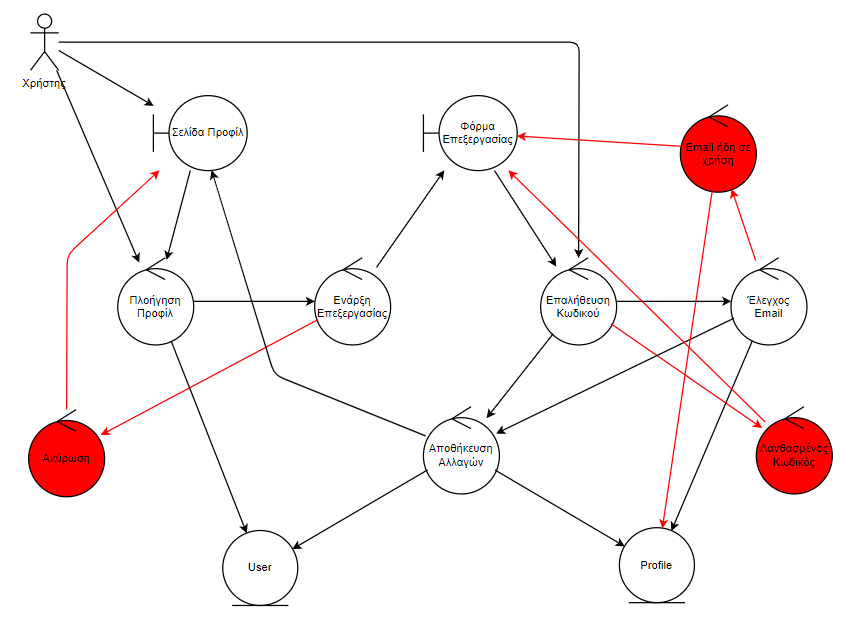 Χρήστης
Σελίδα Προφίλ
Φόρμα
Επεξεργασίας
Email ήδη σε
χρήση
Πλοήγηση
Προφίλ
Ενάρξη
Επεξεργασίας
Επαλήθευση
Κωδικού
Έλεγχος
Email
Ακύρωση
Αποθήκευση
Αλλαγών
Λανθασμένος
Κωδικός
User
Profile